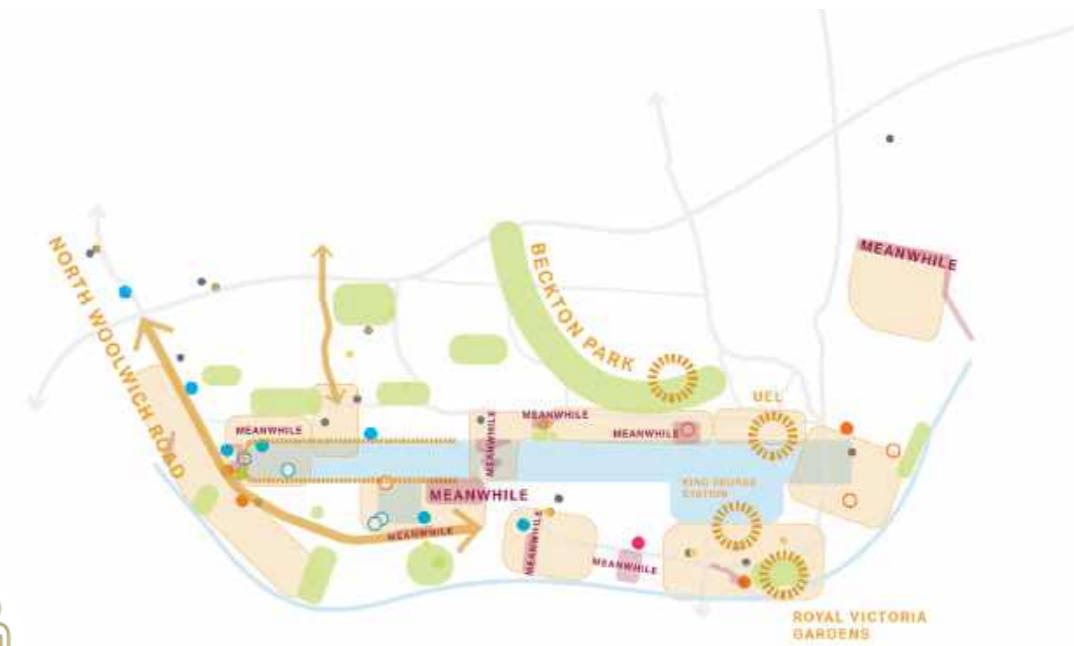 NORTH WOOLWICH ROAD
BECKTON PARK
MEANWHILE
UEL
MEANWHILE
MEANWHILE
MEANWHILE
MEANWHILE
KING GEORGE
STATION
MEANWHILE
MEANWHILE
MEANWHILE
MEANWHILE
ROYAL VICTORIA
GARDENS